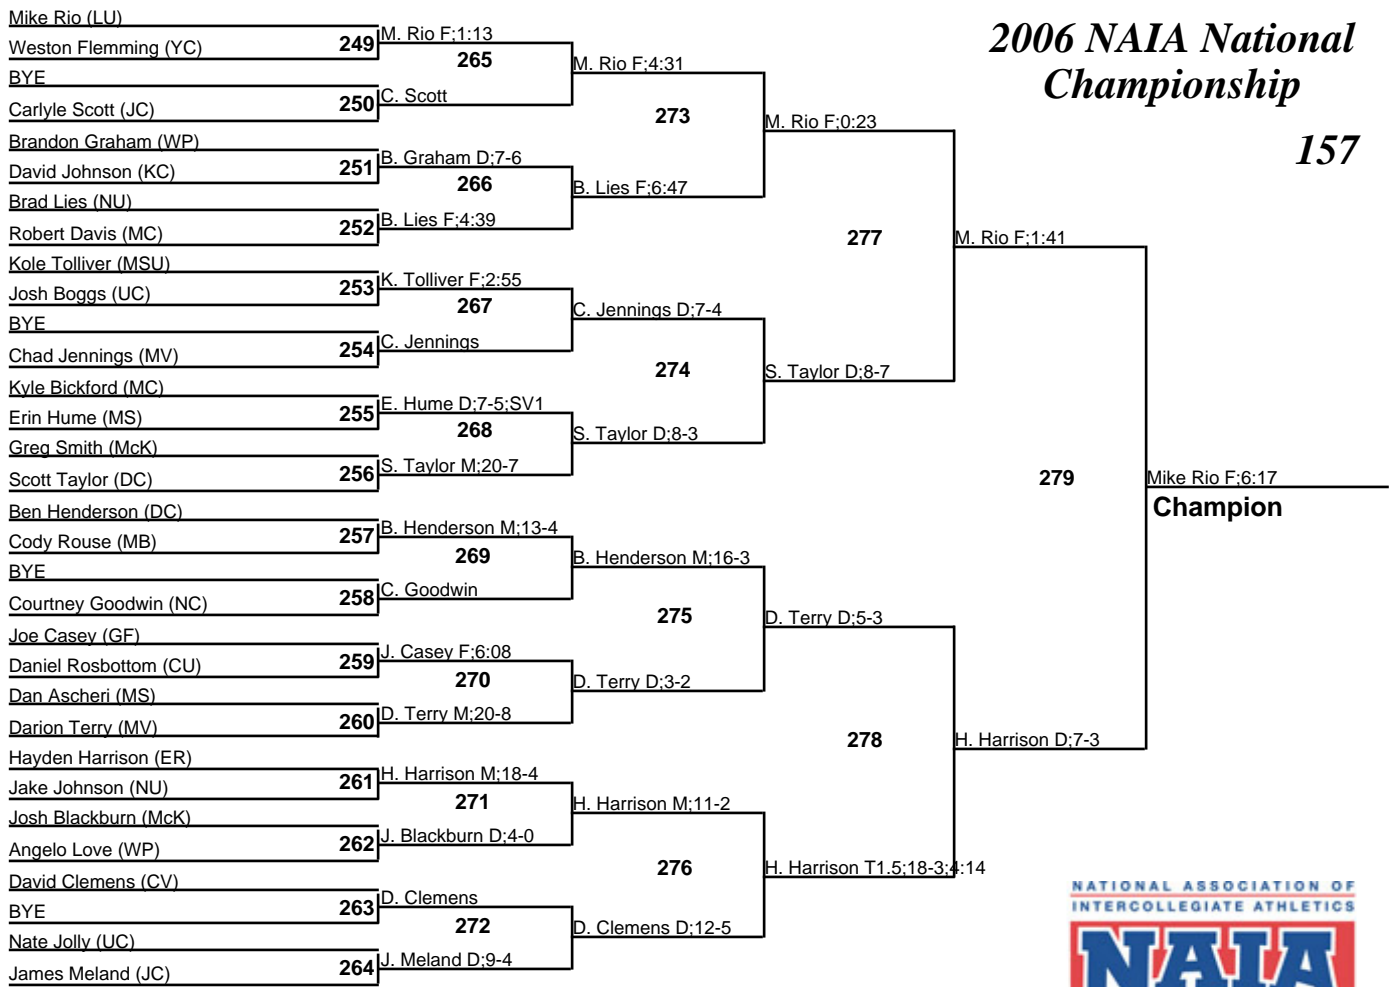 2006 NAIA National
Championship
157
Mike Rio (LU)
Weston Flemming (YC)
BYE
Carlyle Scott (JC)
Brandon Graham (WP)
David Johnson (KC)
Brad Lies (NU)
Robert Davis (MC)
Kole Tolliver (MSU)
Josh Boggs (UC)
BYE
Chad Jennings (MV)
Kyle Bickford (MC)
Erin Hume (MS)
Greg Smith (McK)
Scott Taylor (DC)
Ben Henderson (DC)
Cody Rouse (MB)
BYE
Courtney Goodwin (NC)
Joe Casey (GF)
Daniel Rosbottom (CU)
Dan Ascheri (MS)
Darion Terry (MV)
Hayden Harrison (ER)
Jake Johnson (NU)
Josh Blackburn (McK)
Angelo Love (WP)
David Clemens (CV)
BYE
Nate Jolly (UC)
James Meland (JC)
249
250
251
252
253
254
255
256
257
258
259
260
261
262
263
264
M. Rio F;1:13
C. Scott
B. Graham D;7-6
B. Lies F;4:39
K. Tolliver F;2:55
C. Jennings
E. Hume D;7-5;SV1
S. Taylor M;20-7
B. Henderson M;13-4
C. Goodwin
J. Casey F;6:08
D. Terry M;20-8
H. Harrison M;18-4
J. Blackburn D;4-0
D. Clemens
J. Meland D;9-4
265
266
267
268
269
270
271
272
M. Rio F;4:31
B. Lies F;6:47
C. Jennings D;7-4
S. Taylor D;8-3
B. Henderson M;16-3
D. Terry D;3-2
H. Harrison M;11-2
D. Clemens D;12-5
273
274
275
276
M. Rio F;0:23
S. Taylor D;8-7
D. Terry D;5-3
H. Harrison T1.5;18-3;4:14
277
278
M. Rio F;1:41
H. Harrison D;7-3
279
Mike Rio F;6:17
Champion
NATIONAL ASSOCIATION OF
INTERCOLLEGIATE ATHLETICS
NAIA